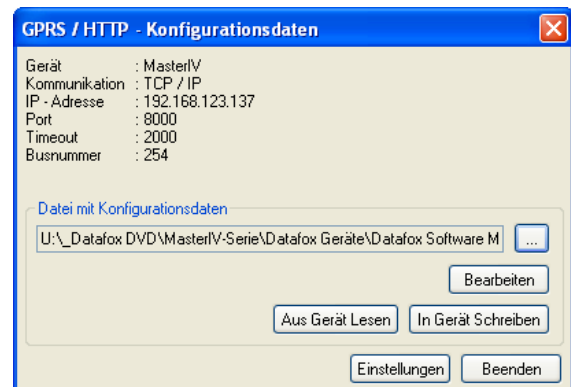 GPRS / HTTP - Konfigurationsdaten
Gerät : MasterIV
Kommunikation : TCP / IP
IP - Adresse : 192.168.123.137
Port : 8000
Timeout : 2000
Busnummer : 254
Datei mit Konfigurationsdaten
U:\_Datafox DVD\MasterIV-Serie\Datafox Geräte\Datafox Software M ...
Bearbeiten
Aus Gerät Lesen In Gerät Schreiben
Einstellungen Beenden